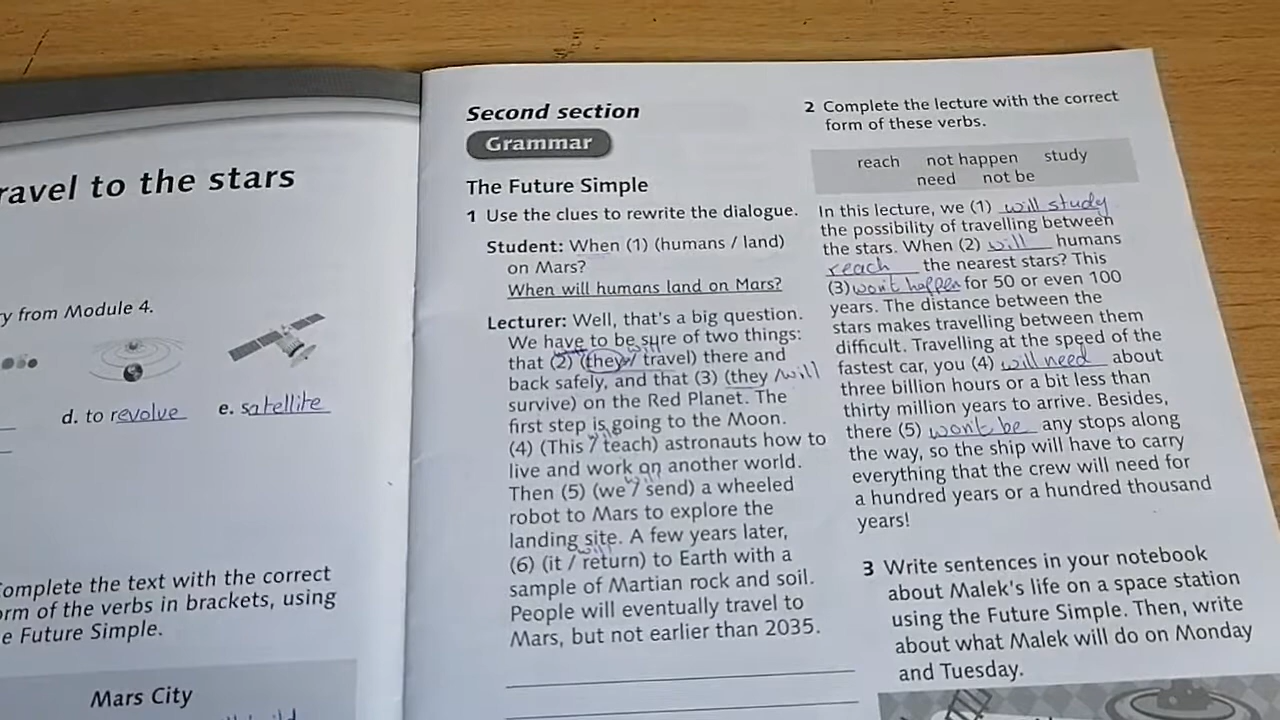 ravel to the stars
y from Module 4.
d. to revolve
e. satellite
omplete the text with the correct
orm of the verbs in brackets, using
e Future Simple.
Mars City
Second section
Grammar
The Future Simple
1 Use the clues to rewrite the dialogue.
Student: When (1) (humans / land)
on Mars?
When will humans land on Mars?
Lecturer: Well, that's a big question.
We have to be sure of two things:
will
that (2) (they / travel) there and
back safely, and that (3) (they / will
survive) on the Red Planet. The
first step is going to the Moon.
(4) (This / teach) astronauts how to
live and work on another world.
will
Then (5) (we / send) a wheeled
robot to Mars to explore the
landing site. A few years later,
will
(6) (it / return) to Earth with a
sample of Martian rock and soil.
People will eventually travel to
Mars, but not earlier than 2035.
2 Complete the lecture with the correct
form of these verbs.
reach not happen study
need not be
In this lecture, we (1) will study
the possibility of travelling between
the stars. When (2) will humans
reach the nearest stars? This
(3) won't happen for 50 or even 100
years. The distance between the
stars makes travelling between them
difficult. Travelling at the speed of the
fastest car, you (4) will need about
three billion hours or a bit less than
thirty million years to arrive. Besides,
there (5) won't be any stops along
the way, so the ship will have to carry
everything that the crew will need for
a hundred years or a hundred thousand
years!
3 Write sentences in your notebook
about Malek's life on a space station
using the Future Simple. Then, write
about what Malek will do on Monday
and Tuesday.